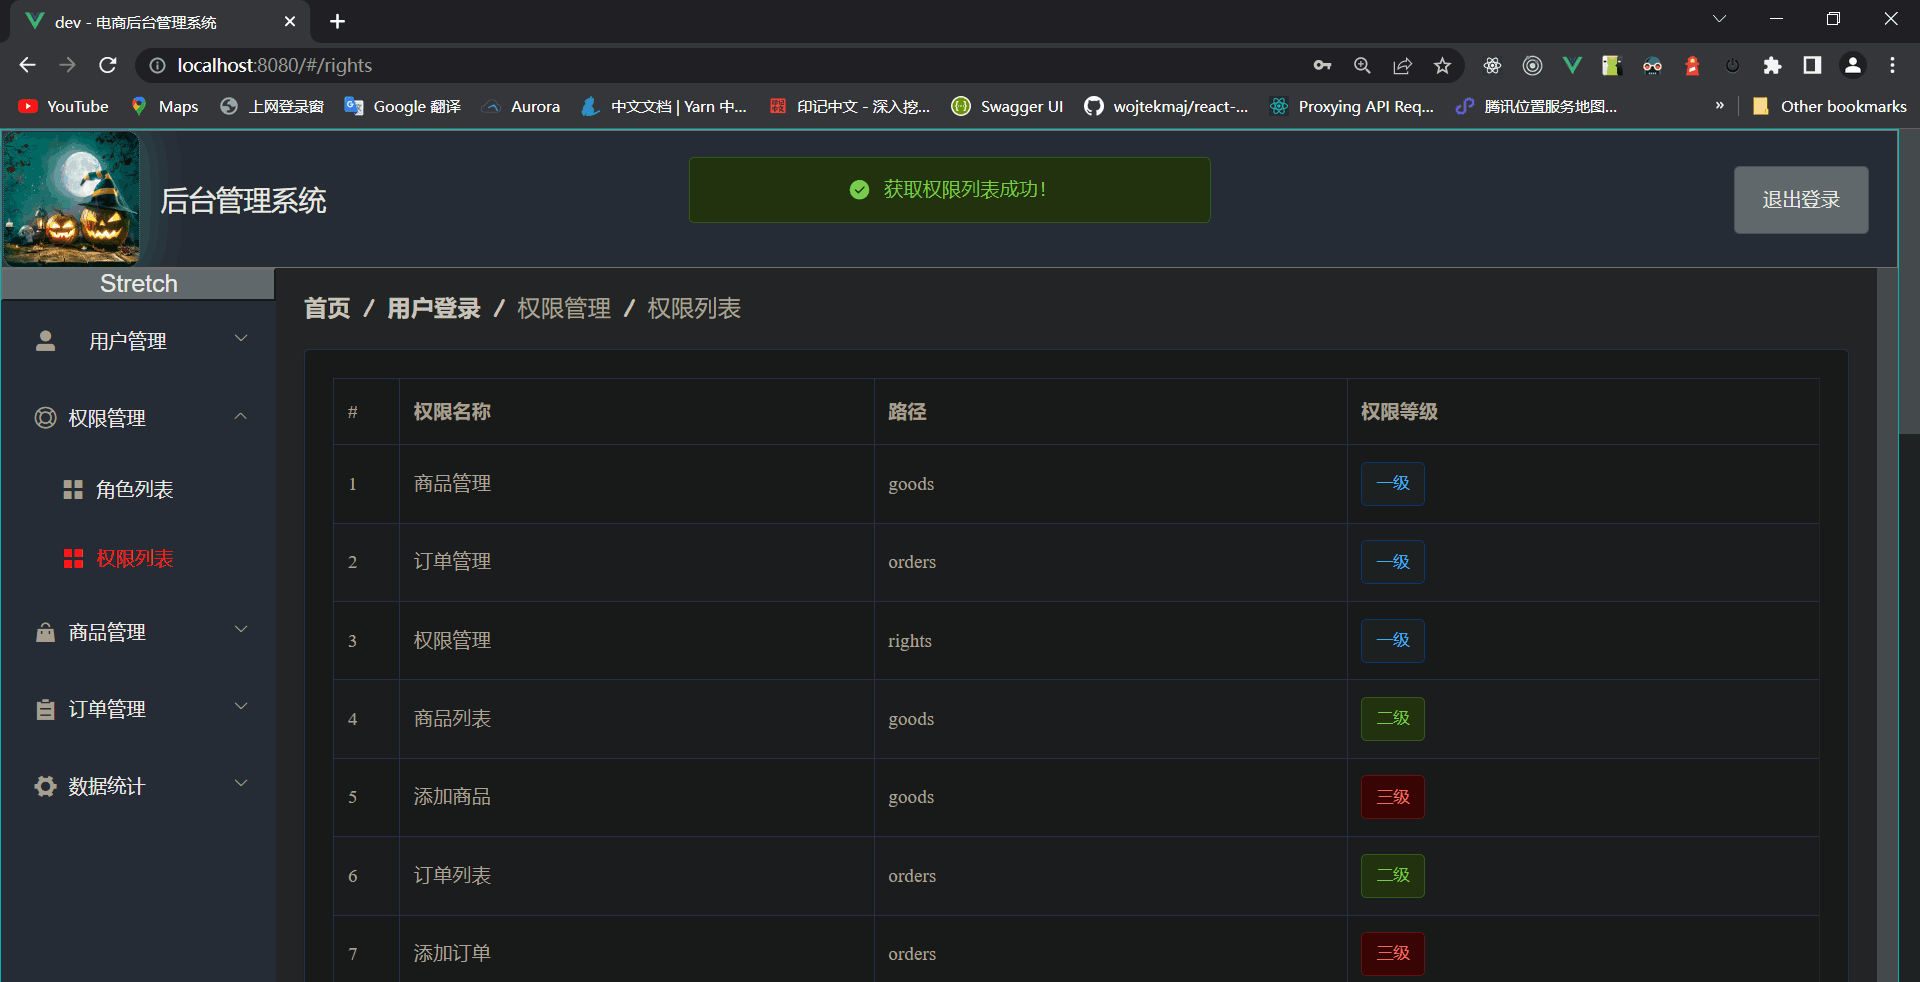 dev - 电商后台管理系统
localhost:8080/#/rights
YouTube Maps 上网登录窗 Google 翻译 Aurora 中文文档 | Yarn 中... 印记中文 - 深入挖... Swagger UI wojtekmaj/react-... Proxying API Req... 腾讯位置服务地图... » Other bookmarks
后台管理系统
获取权限列表成功!
退出登录
Stretch
首页 / 用户登录 / 权限管理 / 权限列表
用户管理
权限管理
角色列表
权限列表
商品管理
订单管理
数据统计
# 权限名称 路径 权限等级
1 商品管理 goods 一级
2 订单管理 orders 一级
3 权限管理 rights 一级
4 商品列表 goods 二级
5 添加商品 goods 三级
6 订单列表 orders 二级
7 添加订单 orders 三级